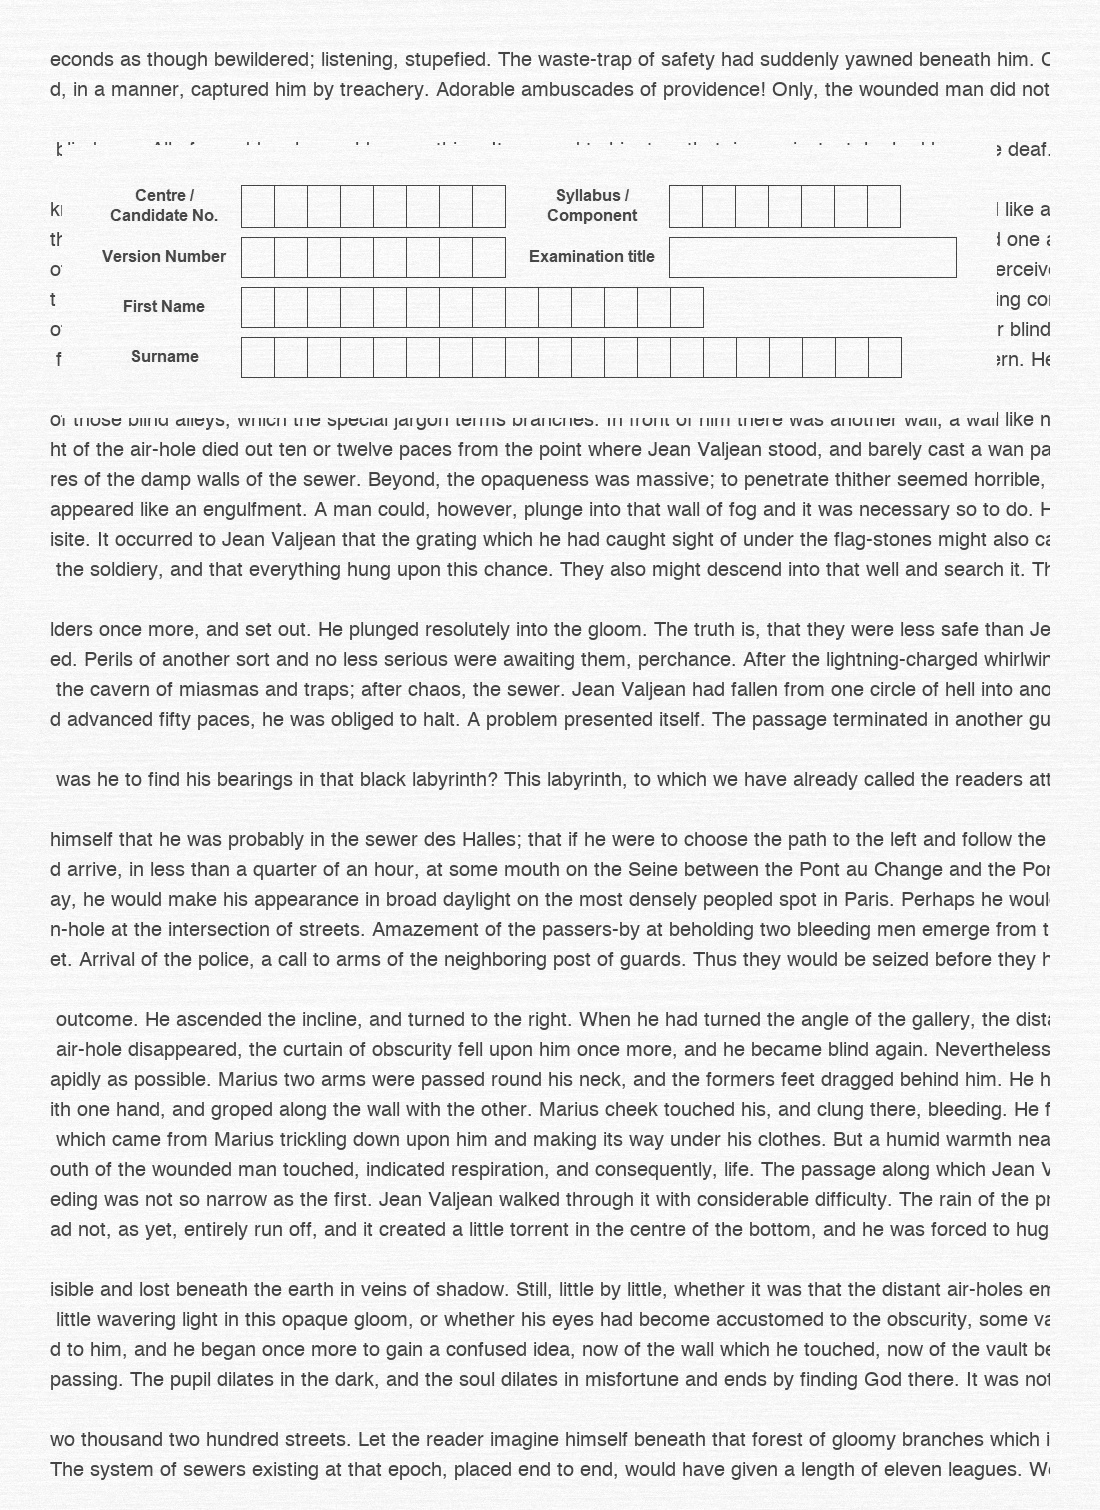 econds as though bewildered; listening, stupefied. The waste-trap of safety had suddenly yawned beneath him.
d, in a manner, captured him by treachery. Adorable ambuscades of providence! Only, the wounded man did not
deaf.
Centre / Candidate No.
Syllabus / Component
like a
one
Version Number
Examination title
erceiv
First Name
ing co
r blind
Surname
ern. He
of those blind alleys, which the special jargon terms branches. In front of him there was another wall, a wall like n
ht of the air-hole died out ten or twelve paces from the point where Jean Valjean stood, and barely cast a wan pa
res of the damp walls of the sewer. Beyond, the opaqueness was massive; to penetrate thither seemed horrible,
appeared like an engulfment. A man could, however, plunge into that wall of fog and it was necessary so to do. H
isite. It occurred to Jean Valjean that the grating which he had caught sight of under the flag-stones might also ca
the soldiery, and that everything hung upon this chance. They also might descend into that well and search it. Th
lders once more, and set out. He plunged resolutely into the gloom. The truth is, that they were less safe than Je
ed. Perils of another sort and no less serious were awaiting them, perchance. After the lightning-charged whirlwin
the cavern of miasmas and traps; after chaos, the sewer. Jean Valjean had fallen from one circle of hell into ano
d advanced fifty paces, he was obliged to halt. A problem presented itself. The passage terminated in another gu
was he to find his bearings in that black labyrinth? This labyrinth, to which we have already called the readers att
himself that he was probably in the sewer des Halles; that if he were to choose the path to the left and follow the
d arrive, in less than a quarter of an hour, at some mouth on the Seine between the Pont au Change and the Pon
ay, he would make his appearance in broad daylight on the most densely peopled spot in Paris. Perhaps he woul
n-hole at the intersection of streets. Amazement of the passers-by at beholding two bleeding men emerge from t
et. Arrival of the police, a call to arms of the neighboring post of guards. Thus they would be seized before they h
outcome. He ascended the incline, and turned to the right. When he had turned the angle of the gallery, the dista
air-hole disappeared, the curtain of obscurity fell upon him once more, and he became blind again. Nevertheless
apidly as possible. Marius two arms were passed round his neck, and the formers feet dragged behind him. He h
ith one hand, and groped along the wall with the other. Marius cheek touched his, and clung there, bleeding. He f
which came from Marius trickling down upon him and making its way under his clothes. But a humid warmth nea
outh of the wounded man touched, indicated respiration, and consequently, life. The passage along which Jean V
eding was not so narrow as the first. Jean Valjean walked through it with considerable difficulty. The rain of the pr
ad not, as yet, entirely run off, and it created a little torrent in the centre of the bottom, and he was forced to hug
isible and lost beneath the earth in veins of shadow. Still, little by little, whether it was that the distant air-holes em
little wavering light in this opaque gloom, or whether his eyes had become accustomed to the obscurity, some va
d to him, and he began once more to gain a confused idea, now of the wall which he touched, now of the vault be
passing. The pupil dilates in the dark, and the soul dilates in misfortune and ends by finding God there. It was not
wo thousand two hundred streets. Let the reader imagine himself beneath that forest of gloomy branches which i
The system of sewers existing at that epoch, placed end to end, would have given a length of eleven leagues. We